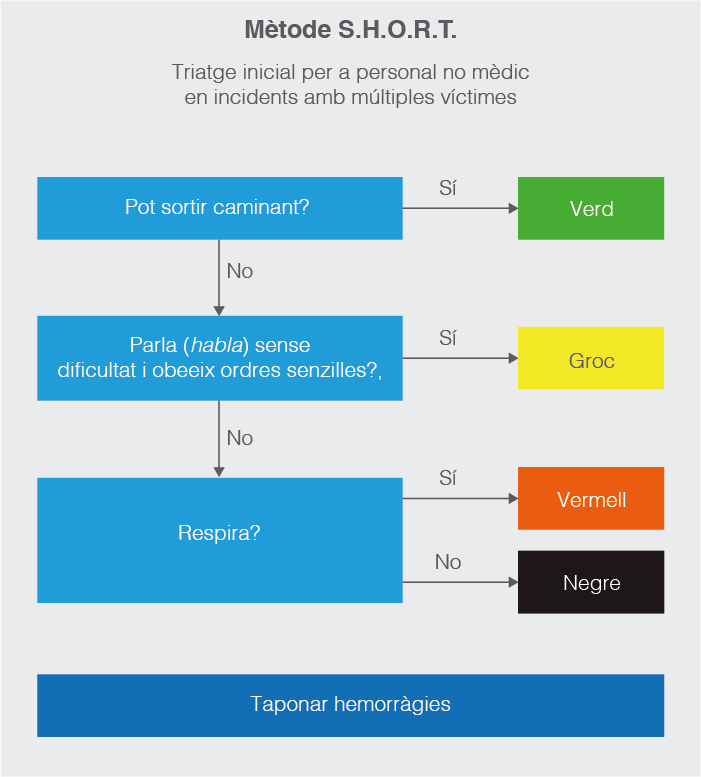 Mètode S.H.O.R.T.
Triatge inicial per a personal no mèdic
en incidents amb múltiples víctimes
Pot sortir caminant?
Sí
Verd
No
Parla (habla) sense
dificultat i obeeix ordres senzilles?,
Sí
Groc
No
Respira?
Sí
Vermell
No
Negre
Taponar hemorràgies